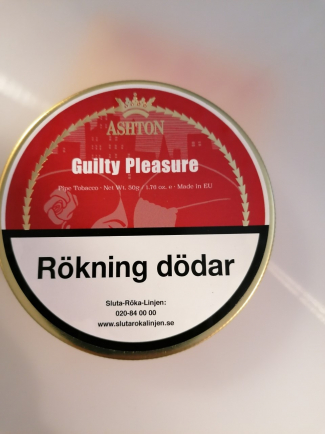 ASHTON
Guilty Pleasure
Pipe Tobacco · Net Wt. 50g · 1.76 oz. e · Made in EU
Rökning dödar
Sluta-Röka-Linjen:
020-84 00 00
www.slutarokalinjen.se